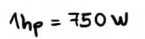 1hp = 750 W